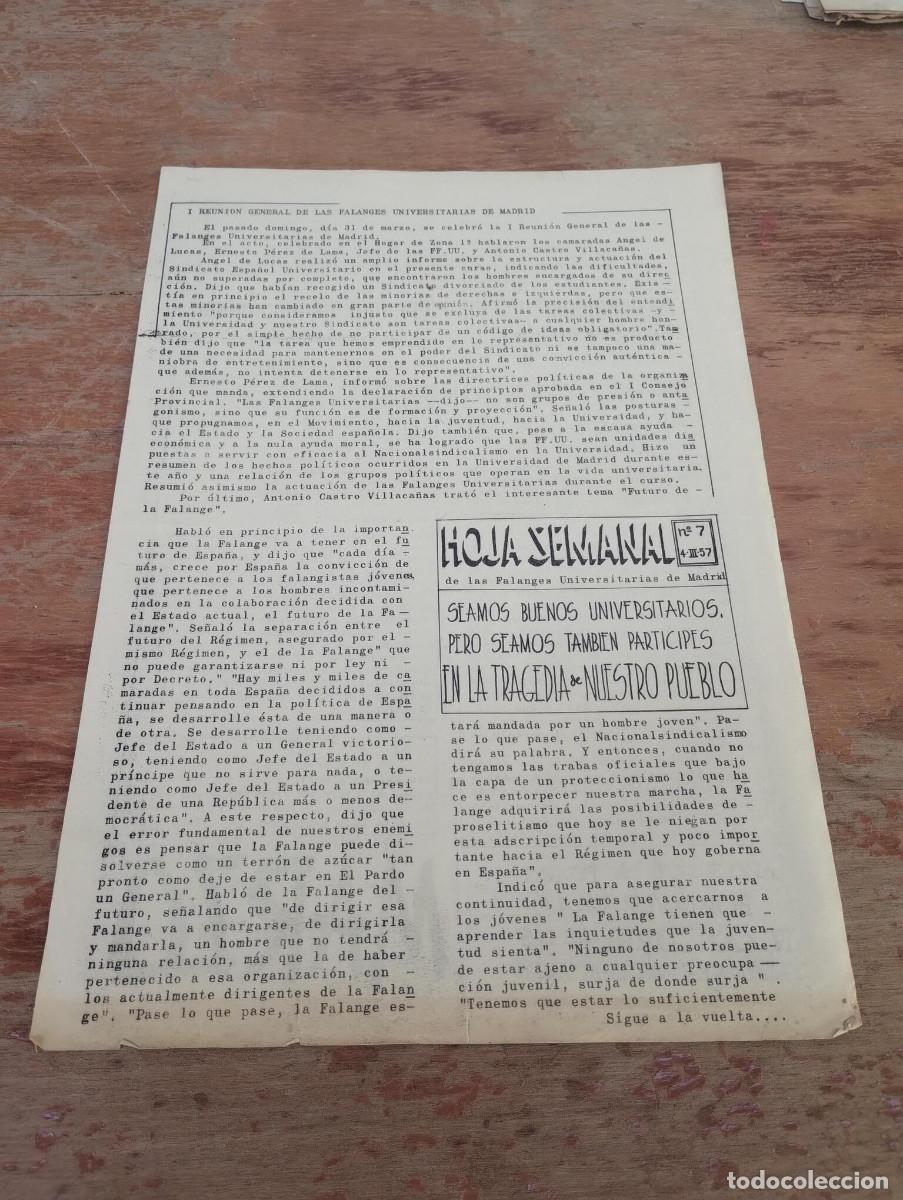 I REUNION GENERAL DE LAS FALANGES UNIVERSITARIAS DE MADRID
El pasado domingo, día 31 de marzo, se celebró la I Reunión General de las -
Falanges Universitarias de Madrid.
En el acto, celebrado en el Hogar de Zona 1ª hablaron los camaradas Angel de
Lucas, Ernesto Pérez de Lama, Jefe de las FF.UU. y Antonio Castro Villacañas.
Angel de Lucas realizó un amplio informe sobre la estructura y actuación del
Sindicato Español Universitario en el presente curso, indicando las dificultades,
aún no superadas por completo, que encontraron los hombres encargados de su direc
ción. Dijo que habían recogido un Sindicato divorciado de los estudiantes. Exis-
tía en principio el recelo de las minorías de derechas e izquierdas, pero que es-
tas minorías han cambiado en gran parte de opinión. Afirmó la precisión del entendi
miento "porque consideramos injusto que se excluya de las tareas colectivas -y -
la Universidad y nuestro Sindicato son tareas colectivas- a cualquier hombre hon-
rado, por el simple hecho de no participar de un código de ideas obligatorio". Tam
bién dijo que "la tarea que hemos emprendido en lo representativo no es producto
de una necesidad para mantenernos en el poder del Sindicato ni es tampoco una ma-
niobra de entretenimiento, sino que es consecuencia de una convicción auténtica -
que además, no intenta detenerse en lo representativo".
Ernesto Pérez de Lama, informó sobre las directrices políticas de la organiza
ción que manda, extendiendo la declaración de principios aprobada en el I Consejo
Provincial. "Las Falanges Universitarias --dijo-- no son grupos de presión o anta
gonismo, sino que su función es de formación y proyección". Señaló las posturas -
que propugnamos, en el Movimiento, hacia la juventud, hacia la Universidad, y ha-
cia el Estado y la Sociedad española. Dijo también que, pese a la escasa ayuda -
económica y a la nula ayuda moral, se ha logrado que las FF.UU. sean unidades dis
puestas a servir con eficacia al Nacionalsindicalismo en la Universidad. Hizo un
resumen de los hechos políticos ocurridos en la Universidad de Madrid durante es-
te año y una relación de los grupos políticos que operan en la vida universitaria.
Resumió asimismo la actuación de las Falanges Universitarias durante el curso.
Por último, Antonio Castro Villacañas trató el interesante tema "Futuro de -
la Falange".
Habló en principio de la importan
cia que la Falange va a tener en el fu
turo de España, y dijo que "cada día -
más, crece por España la convicción de
que pertenece a los falangistas jóvenes,
que pertenece a los hombres incontami-
nados en la colaboración decidida con
el Estado actual, el futuro de la Fa-
lange". Señaló la separación entre el
futuro del Régimen, asegurado por el -
mismo Régimen, y el de la Falange" que
no puede garantizarse ni por ley ni -
por Decreto." "Hay miles y miles de ca
maradas en toda España decididos a con
tinuar pensando en la política de Espa
ña, se desarrolle ésta de una manera o
de otra. Se desarrolle teniendo como -
Jefe del Estado a un General victorio-
so, teniendo como Jefe del Estado a un
príncipe que no sirve para nada, o te-
niendo como Jefe del Estado a un Presi
dente de una República más o menos de-
mocrática". A este respecto, dijo que
el error fundamental de nuestros enemi
gos es pensar que la Falange puede di-
solverse como un terrón de azúcar "tan
pronto como deje de estar en El Pardo
un General". Habló de la Falange del -
futuro, señalando que "de dirigir esa
Falange va a encargarse, de dirigirla
y mandarla, un hombre que no tendrá -
ninguna relación, más que la de haber
pertenecido a esa organización, con -
los actualmente dirigentes de la Falan
ge". "Pase lo que pase, la Falange es-
HOJA SEMANAL
nº 7
4·III·57
de las Falanges Universitarias de Madrid
SEAMOS BUENOS UNIVERSITARIOS.
PERO SEAMOS TAMBIEN PARTICIPES
EN LA TRAGEDIA de NUESTRO PUEBLO
tará mandada por un hombre joven". Pa-
se lo que pase, el Nacionalsindicalismo
dirá su palabra. Y entonces, cuando no
tengamos las trabas oficiales que bajo
la capa de un proteccionismo lo que ha
ce es entorpecer nuestra marcha, la Fa
lange adquirirá las posibilidades de -
proselitismo que hoy se le niegan por
esta adscripción temporal y poco impor
tante hacia el Régimen que hoy goberna
en España".
Indicó que para asegurar nuestra
continuidad, tenemos que acercarnos a
los jóvenes " La Falange tienen que -
aprender las inquietudes que la juven-
tud sienta". "Ninguno de nosotros pue-
de estar ajeno a cualquier preocupa-
ción juvenil, surja de donde surja ".
"Tenemos que estar lo suficientemente
Sigue a la vuelta....
todocoleccion